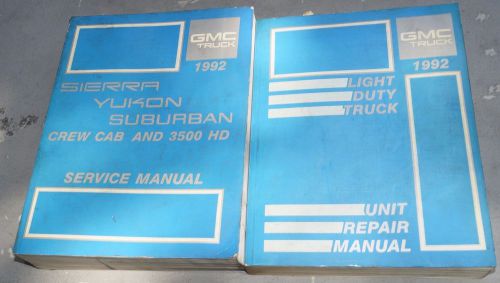 GMC
TRUCK
1992
SIERRA
YUKON
SUBURBAN
CREW CAB AND 3500 HD
SERVICE MANUAL
GMC
TRUCK
1992
LIGHT
DUTY
TRUCK
UNIT
REPAIR
MANUAL